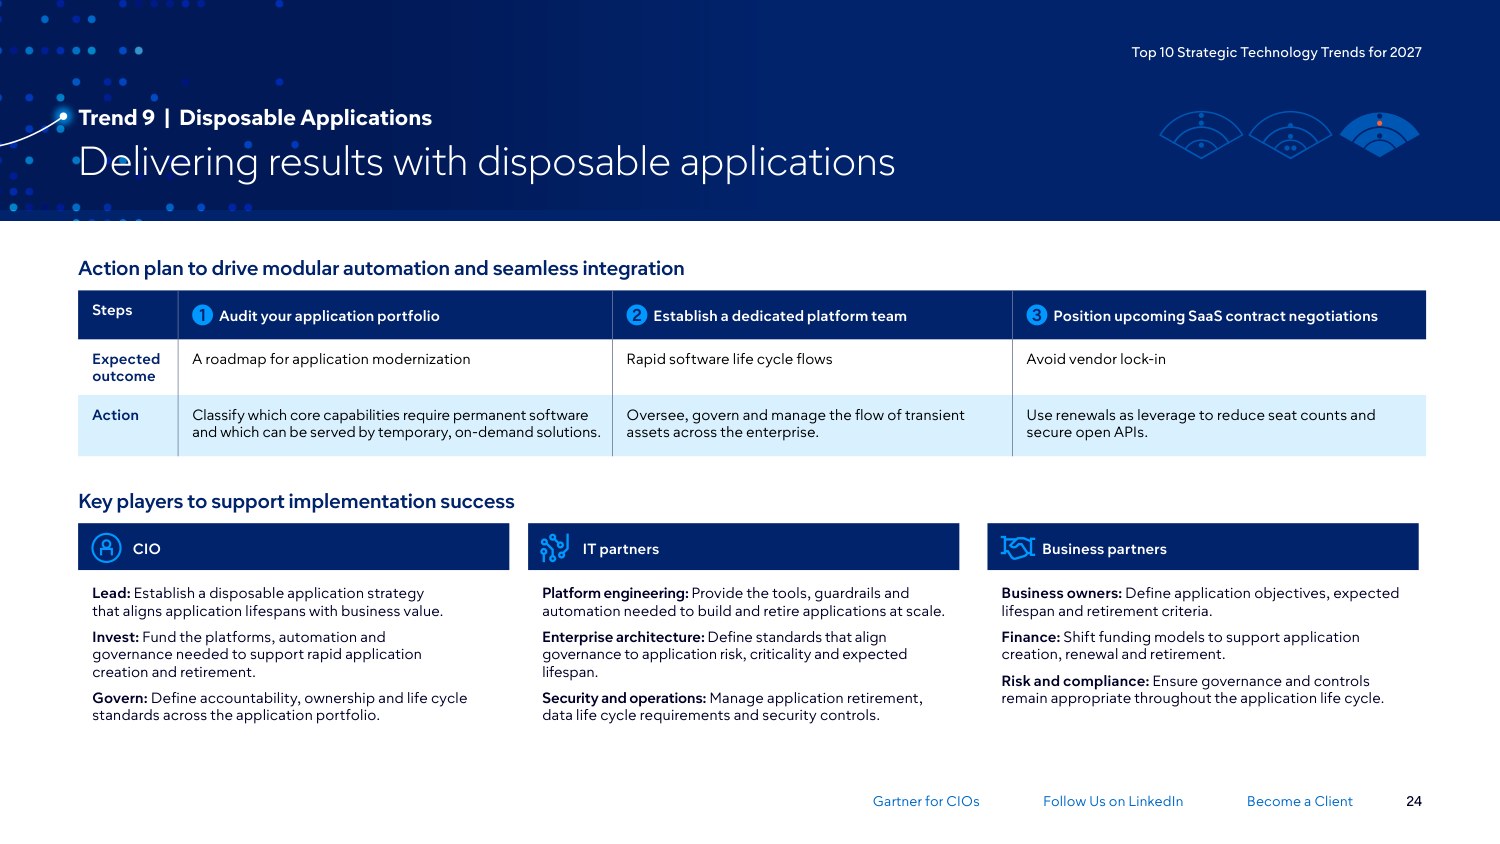 Top 10 Strategic Technology Trends for 2027
Trend 9 | Disposable Applications
Delivering results with disposable applications
Action plan to drive modular automation and seamless integration
Steps
1 Audit your application portfolio
2 Establish a dedicated platform team
3 Position upcoming SaaS contract negotiations
Expected
outcome
A roadmap for application modernization
Rapid software life cycle flows
Avoid vendor lock-in
Action
Classify which core capabilities require permanent software
and which can be served by temporary, on-demand solutions.
Oversee, govern and manage the flow of transient
assets across the enterprise.
Use renewals as leverage to reduce seat counts and
secure open APIs.
Key players to support implementation success
CIO
Lead: Establish a disposable application strategy
that aligns application lifespans with business value.
Invest: Fund the platforms, automation and
governance needed to support rapid application
creation and retirement.
Govern: Define accountability, ownership and life cycle
standards across the application portfolio.
IT partners
Platform engineering: Provide the tools, guardrails and
automation needed to build and retire applications at scale.
Enterprise architecture: Define standards that align
governance to application risk, criticality and expected
lifespan.
Security and operations: Manage application retirement,
data life cycle requirements and security controls.
Business partners
Business owners: Define application objectives, expected
lifespan and retirement criteria.
Finance: Shift funding models to support application
creation, renewal and retirement.
Risk and compliance: Ensure governance and controls
remain appropriate throughout the application life cycle.
Gartner for CIOs
Follow Us on LinkedIn
Become a Client
24